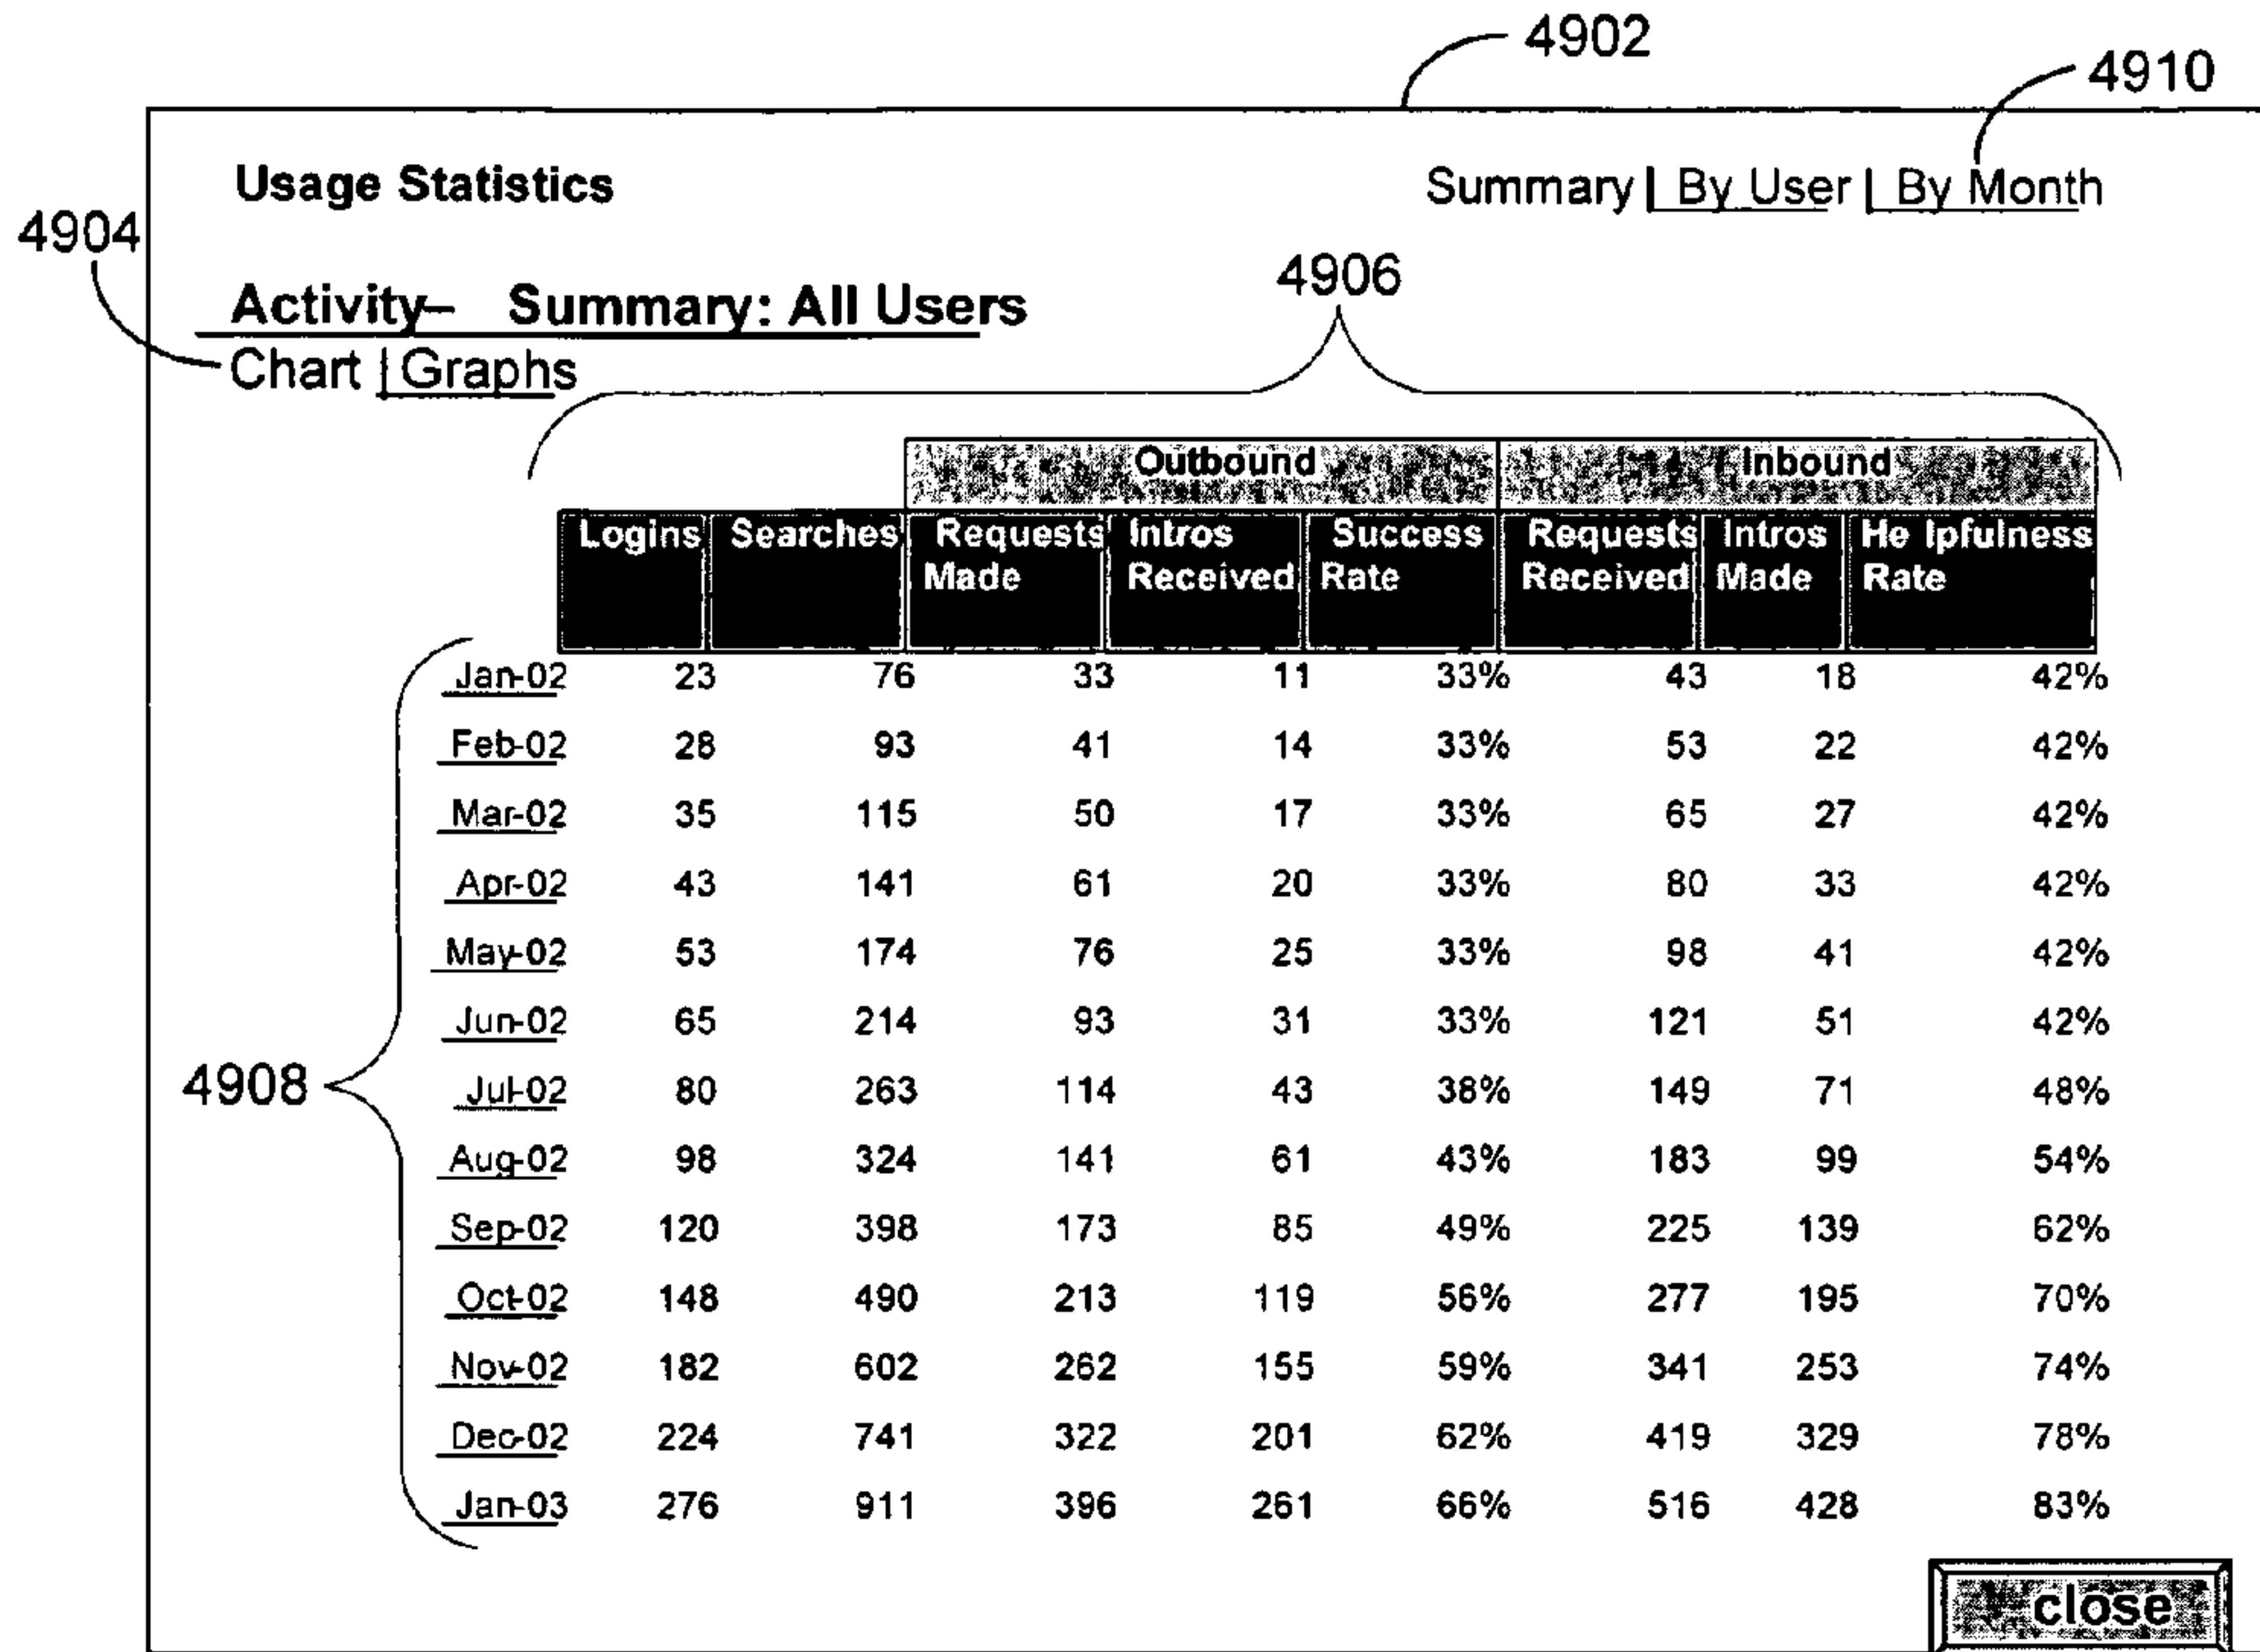 4902
4910
Usage Statistics Summary | By User | By Month
4904
4906
Activity– Summary: All Users
Chart | Graphs
Outbound Inbound
Logins Searches Requests Made Intros Received Success Rate Requests Received Intros Made He lpfulness Rate
Jan-02 23 76 33 11 33% 43 18 42%
Feb-02 28 93 41 14 33% 53 22 42%
Mar-02 35 115 50 17 33% 65 27 42%
Apr-02 43 141 61 20 33% 80 33 42%
May-02 53 174 76 25 33% 98 41 42%
Jun-02 65 214 93 31 33% 121 51 42%
4908
Jul-02 80 263 114 43 38% 149 71 48%
Aug-02 98 324 141 61 43% 183 99 54%
Sep-02 120 398 173 85 49% 225 139 62%
Oct-02 148 490 213 119 56% 277 195 70%
Nov-02 182 602 262 155 59% 341 253 74%
Dec-02 224 741 322 201 62% 419 329 78%
Jan-03 276 911 396 261 66% 516 428 83%
close